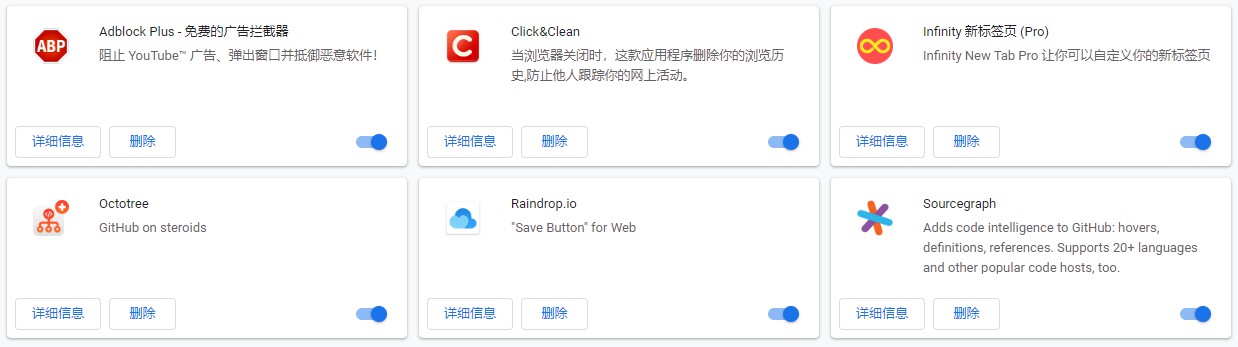 ABP
Adblock Plus - 免费的广告拦截器
阻止 YouTube™ 广告、弹出窗口并抵御恶意软件!
详细信息
删除
C
Click&Clean
当浏览器关闭时，这款应用程序删除你的浏览历
史,防止他人跟踪你的网上活动。
详细信息
删除
Infinity 新标签页 (Pro)
Infinity New Tab Pro 让你可以自定义你的新标签页
详细信息
删除
Octotree
GitHub on steroids
详细信息
删除
Raindrop.io
"Save Button" for Web
详细信息
删除
Sourcegraph
Adds code intelligence to GitHub: hovers,
definitions, references. Supports 20+ languages
and other popular code hosts, too.
详细信息
删除